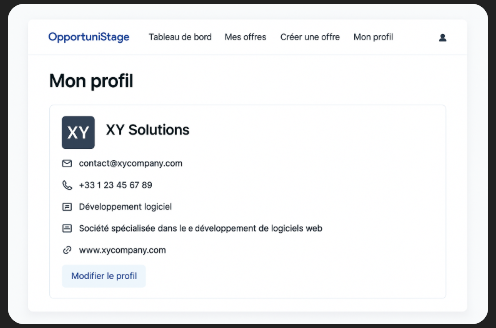 OpportuniStage Tableau de bord Mes offres Créer une offre Mon profil
Mon profil
XY XY Solutions
contact@xycompany.com
+33 1 23 45 67 89
Développement logiciel
Société spécialisée dans le e développement de logiciels web
www.xycompany.com
Modifier le profil